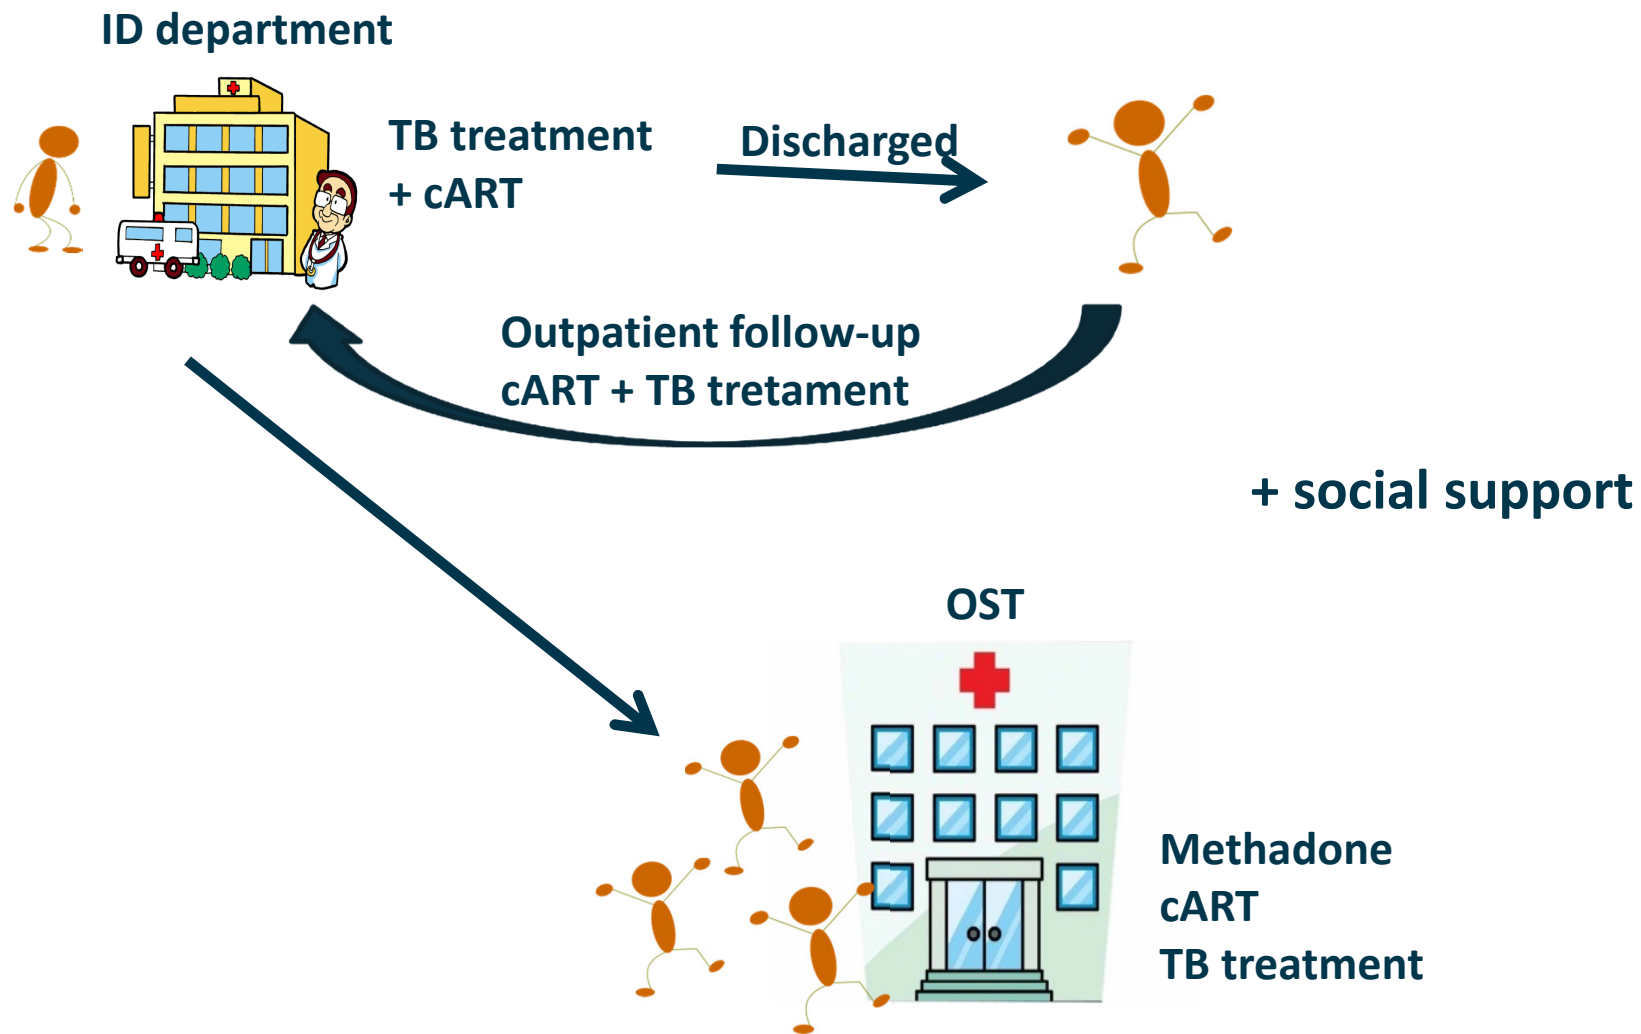 ID department
TB treatment
+ cART
Discharged
Outpatient follow-up
cART + TB tretament
+ social support
OST
Methadone
cART
TB treatment